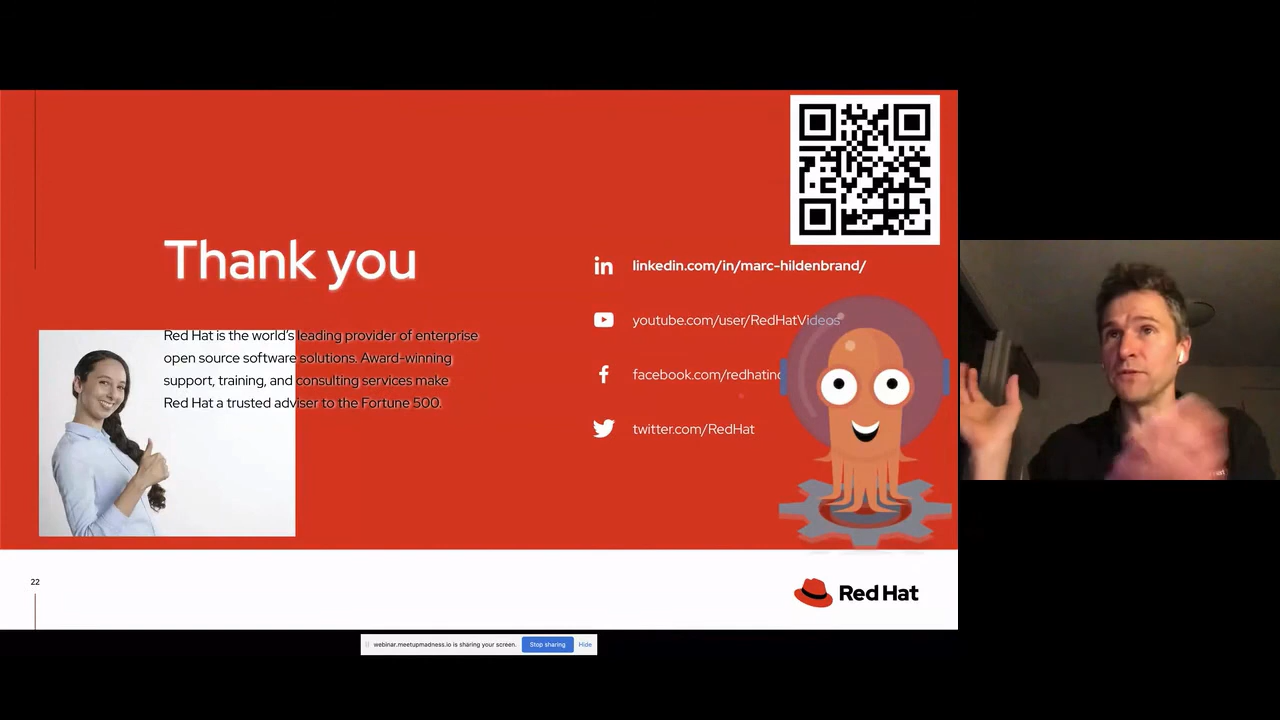 Thank you
Red Hat is the world's leading provider of enterprise
open source software solutions. Award-winning
support, training, and consulting services make
Red Hat a trusted adviser to the Fortune 500.
linkedin.com/in/marc-hildenbrand/
youtube.com/user/RedHatVideos
facebook.com/redhatinc
twitter.com/RedHat
22
Red Hat
webinar.meetupmadness.io is sharing your screen.
Stop sharing
Hide